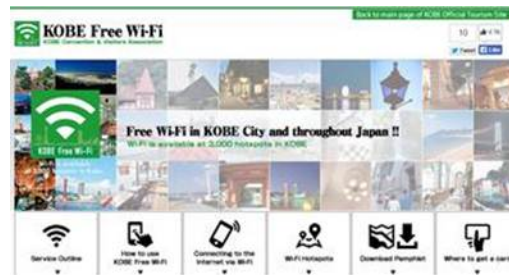 Back to main page of KOBE Official Tourism Site
KOBE Free Wi-Fi
KOBE Convention & Visitors Association
10
Tweet
Like
Free Wi-Fi in KOBE City and throughout Japan !!
Wi-Fi is available at 3,000 hotspots in KOBE
KOBE Free Wi-Fi
Service Outline
How to use
KOBE Free Wi-Fi
Connecting to the
Internet via Wi-Fi
Wi-Fi Hotspots
Download Pamphlet
Where to get a card